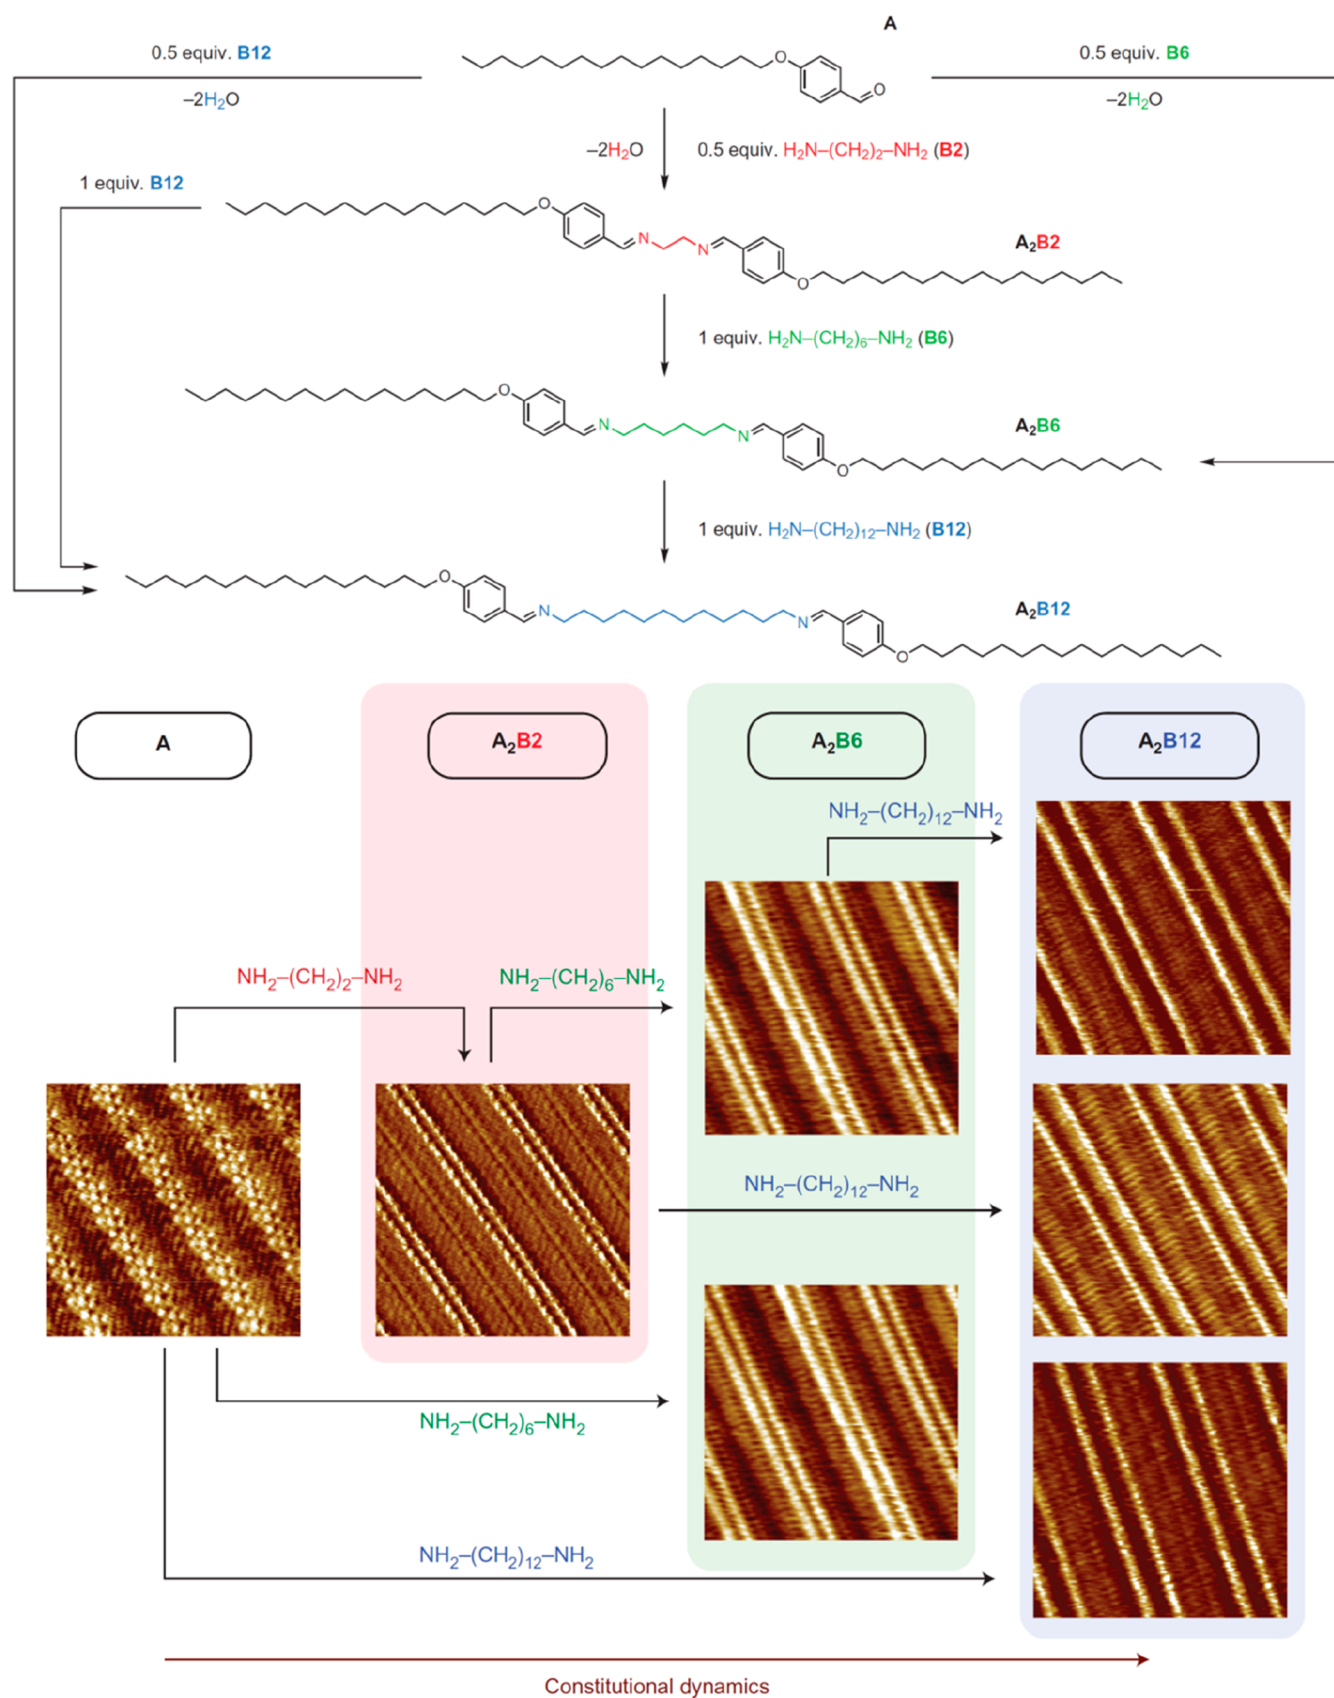 A
0.5 equiv. B12
–2H₂O
0.5 equiv. B6
–2H₂O
O
O
–2H₂O
0.5 equiv. H₂N–(CH₂)₂–NH₂ (B2)
1 equiv. B12
O
N
N
O
A₂B2
1 equiv. H₂N–(CH₂)₆–NH₂ (B6)
O
N
N
O
A₂B6
1 equiv. H₂N–(CH₂)₁₂–NH₂ (B12)
O
N
N
O
A₂B12
A
A₂B2
A₂B6
A₂B12
NH₂–(CH₂)₁₂–NH₂
NH₂–(CH₂)₂–NH₂
NH₂–(CH₂)₆–NH₂
NH₂–(CH₂)₁₂–NH₂
NH₂–(CH₂)₆–NH₂
NH₂–(CH₂)₁₂–NH₂
Constitutional dynamics